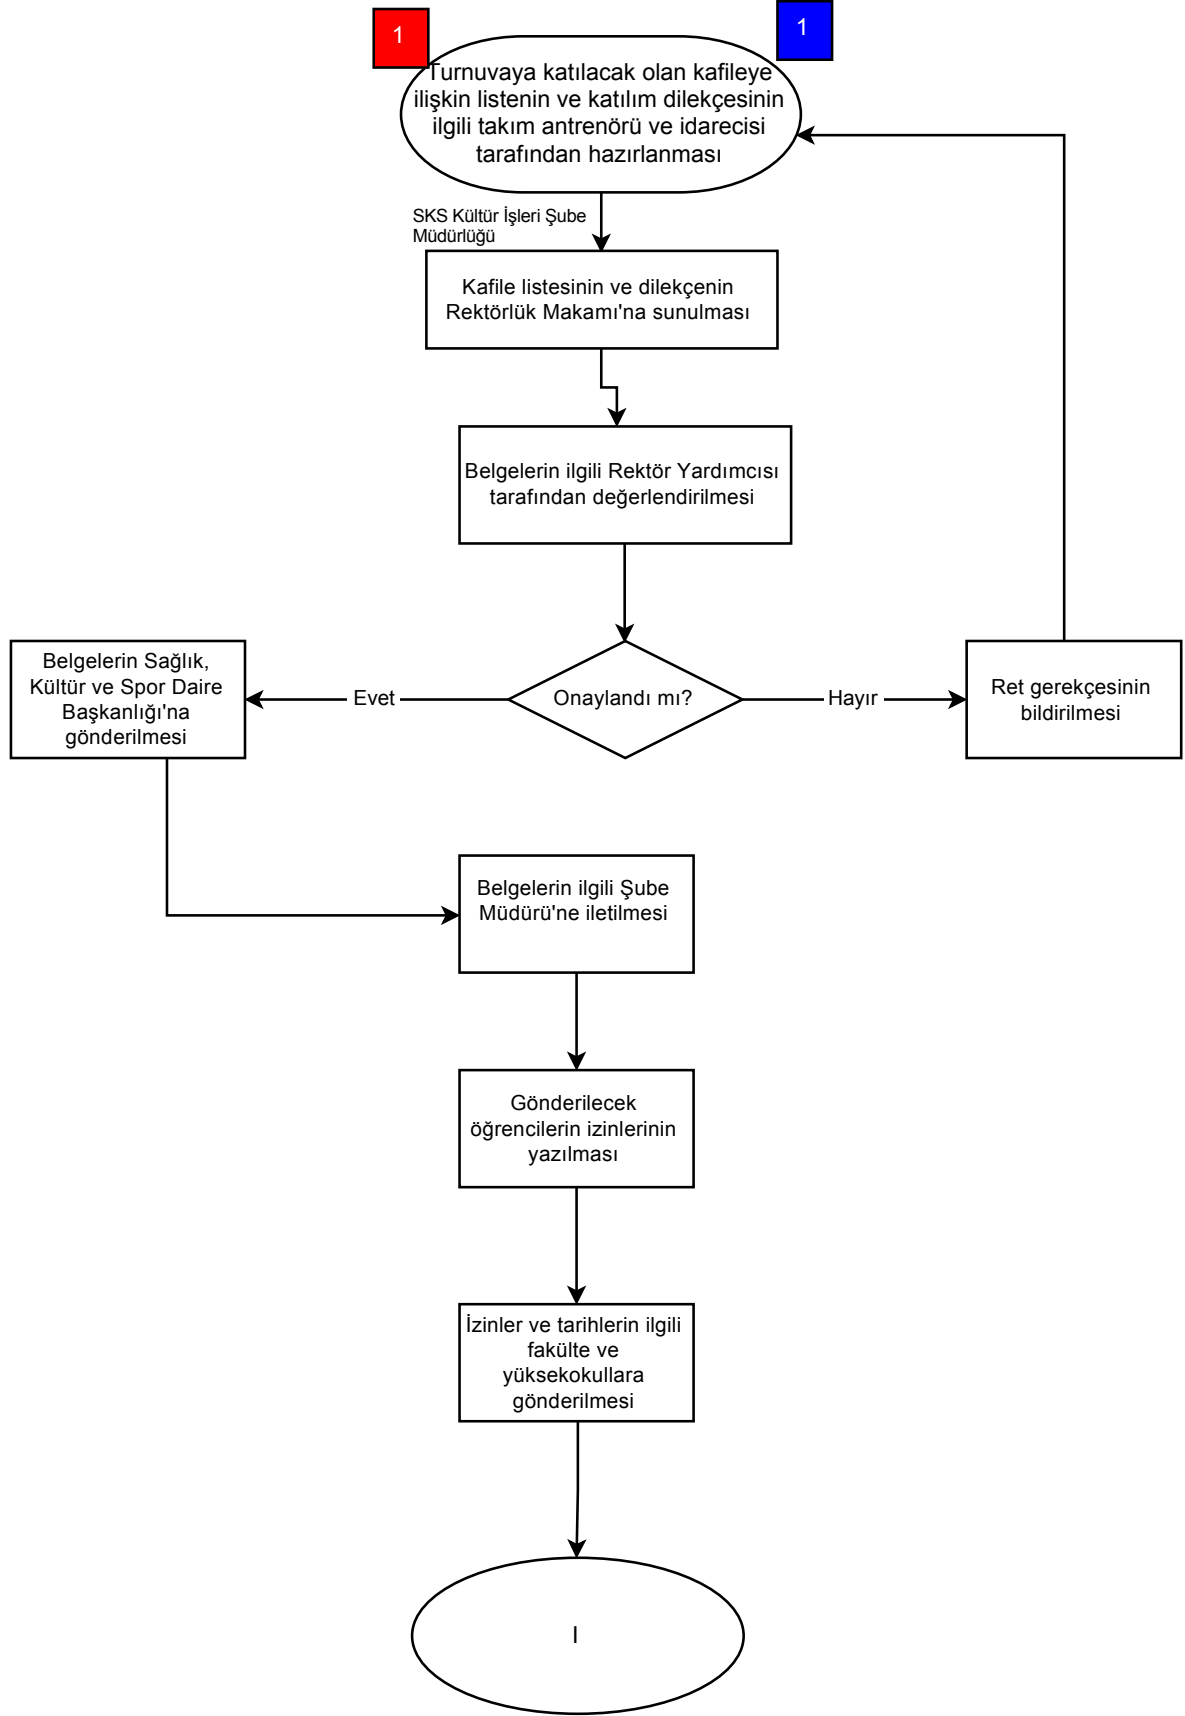 1
1
Turnuvaya katılacak olan kafileye
ilişkin listenin ve katılım dilekçesinin
ilgili takım antrenörü ve idarecisi
tarafından hazırlanması
SKS Kültür İşleri Şube
Müdürlüğü
Kafile listesinin ve dilekçenin
Rektörlük Makamı'na sunulması
Belgelerin ilgili Rektör Yardımcısı
tarafından değerlendirilmesi
Belgelerin Sağlık,
Kültür ve Spor Daire
Başkanlığı'na
gönderilmesi
Evet
Onaylandı mı?
Hayır
Ret gerekçesinin
bildirilmesi
Belgelerin ilgili Şube
Müdürü'ne iletilmesi
Gönderilecek
öğrencilerin izinlerinin
yazılması
İzinler ve tarihlerin ilgili
fakülte ve
yüksekokullara
gönderilmesi
I